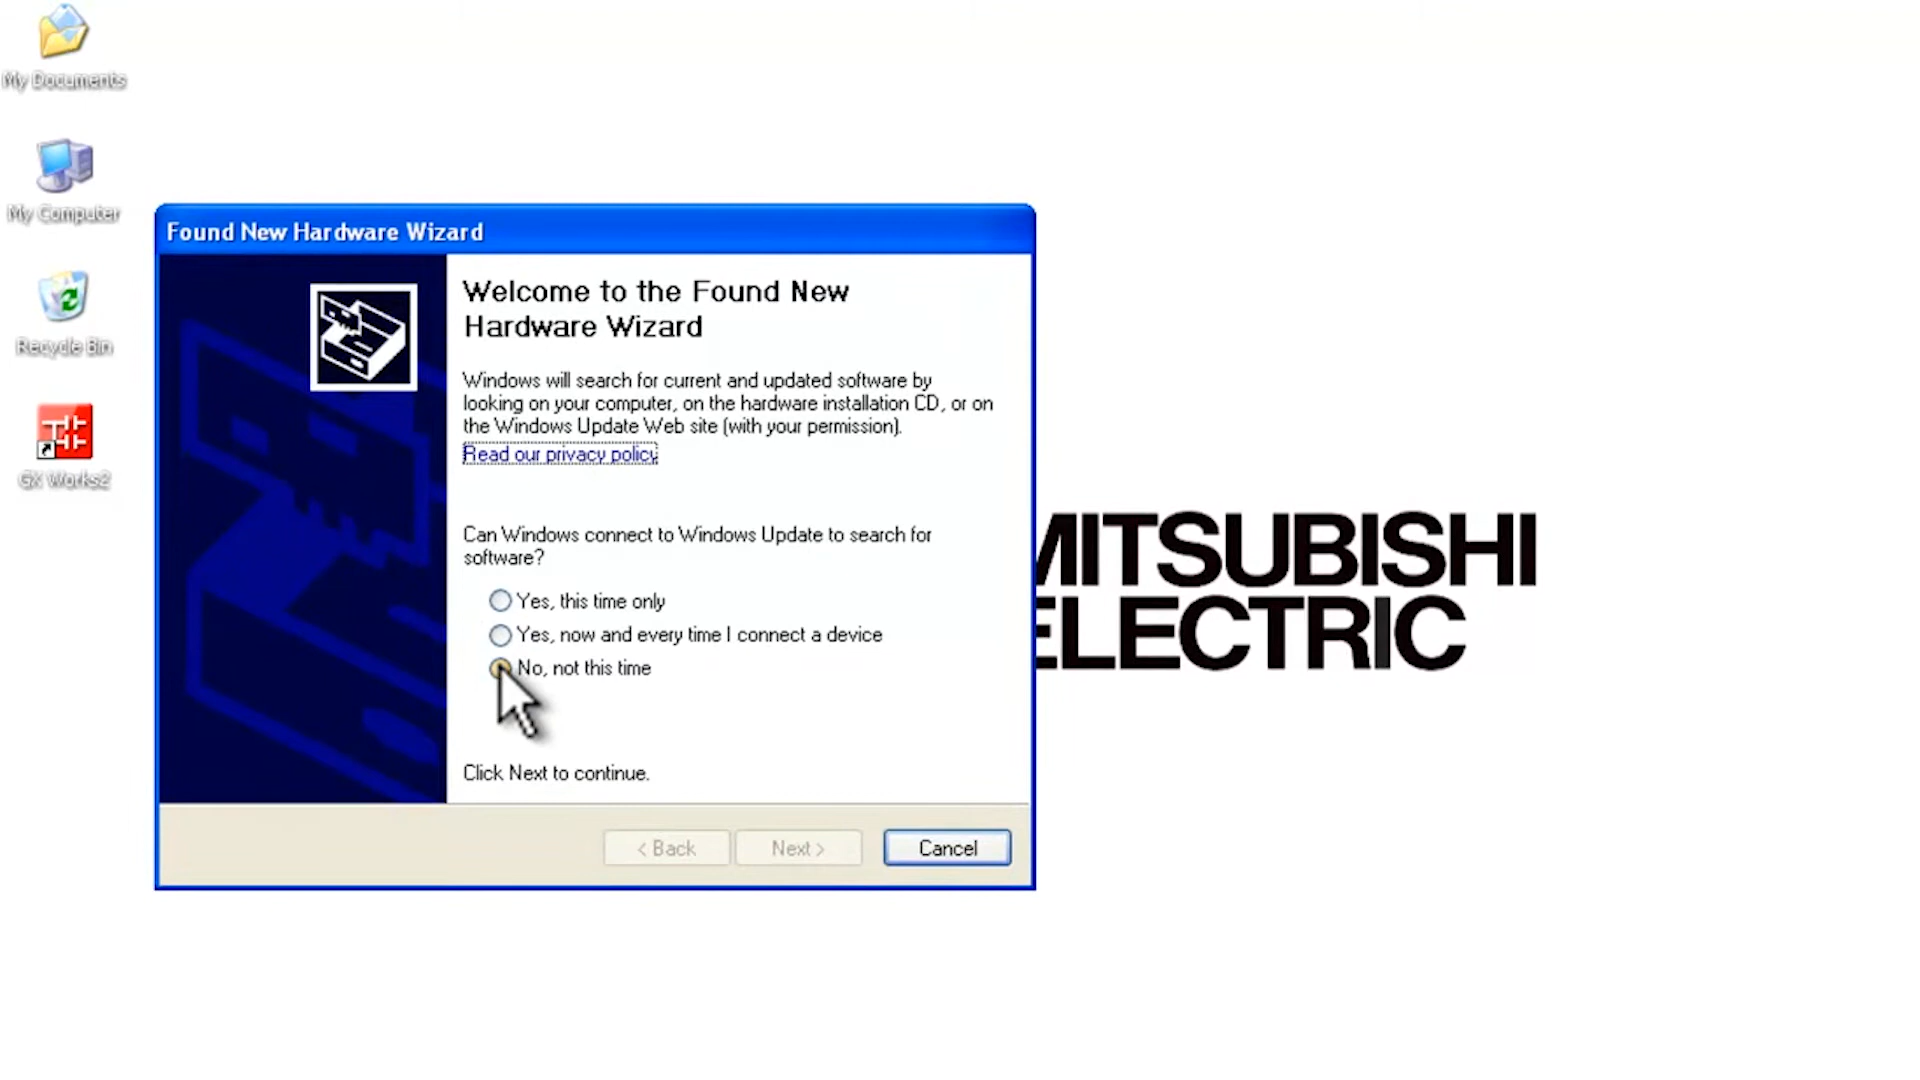 My Documents
My Computer
Recycle Bin
GX Works2
Found New Hardware Wizard
Welcome to the Found New
Hardware Wizard
Windows will search for current and updated software by
looking on your computer, on the hardware installation CD, or on
the Windows Update Web site (with your permission).
Read our privacy policy
Can Windows connect to Windows Update to search for
software?
Yes, this time only
Yes, now and every time I connect a device
No, not this time
Click Next to continue.
< Back
Next >
Cancel
MITSUBISHI
ELECTRIC